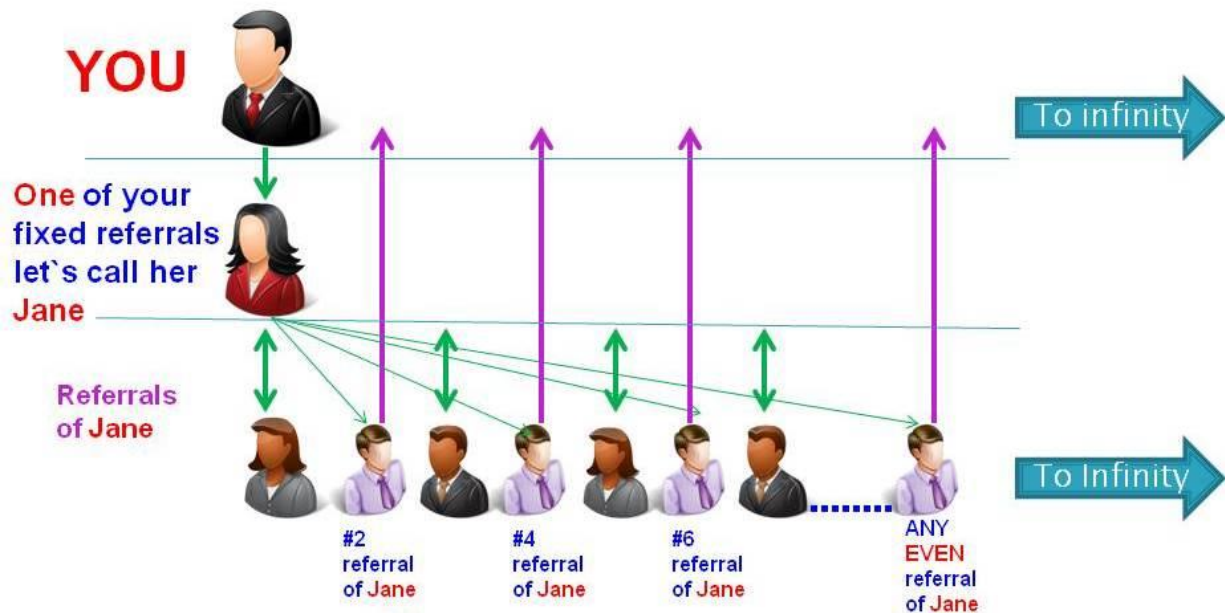 YOU
To infinity
One of your
fixed referrals
let`s call her
Jane
Referrals
of Jane
To Infinity
#2
referral
of Jane
#4
referral
of Jane
#6
referral
of Jane
ANY
EVEN
referral
of Jane